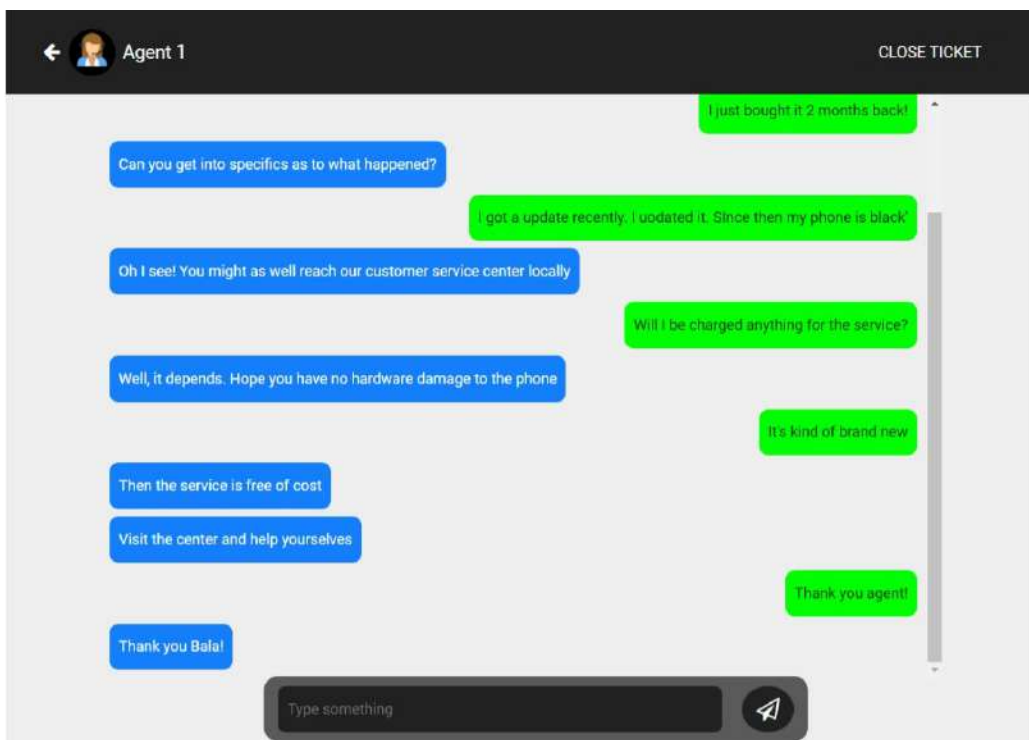 Agent 1
CLOSE TICKET
I just bought it 2 months back!
Can you get into specifics as to what happened?
I got a update recently. I uodated it. SInce then my phone is black'
Oh I see! You might as well reach our customer service center locally
Will I be charged anything for the service?
Well, it depends. Hope you have no hardware damage to the phone
It's kind of brand new
Then the service is free of cost
Visit the center and help yourselves
Thank you agent!
Thank you Bala!
Type something